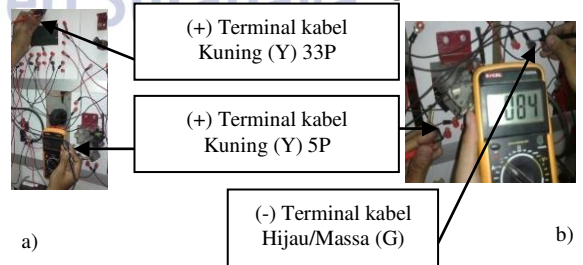 (+) Terminal kabel
Kuning (Y) 33P
(+) Terminal kabel
Kuning (Y) 5P
084
(-) Terminal kabel
Hijau/Massa (G)
a)
b)